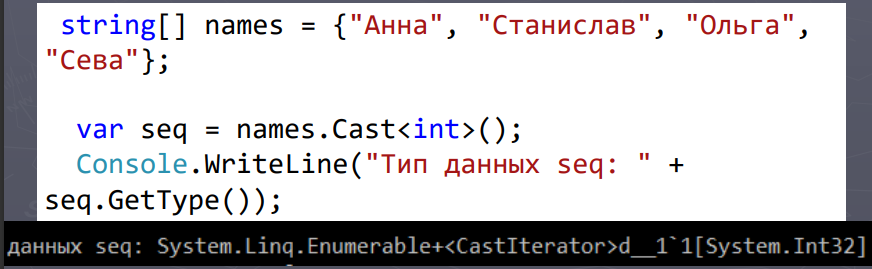 string[] names = {"Анна", "Станислав", "Ольга",
"Сева"};
var seq = names.Cast<int>();
Console.WriteLine("Тип данных seq: " +
seq.GetType());
данных seq: System.Linq.Enumerable+<CastIterator>d__1`1[System.Int32]